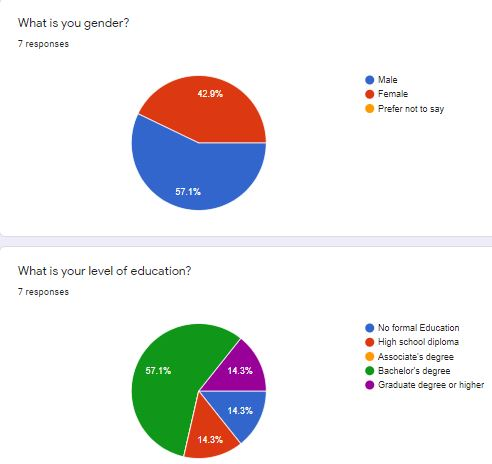 What is you gender?
7 responses
42.9%
57.1%
Male
Female
Prefer not to say
What is your level of education?
7 responses
57.1%
14.3%
14.3%
14.3%
No formal Education
High school diploma
Associate's degree
Bachelor's degree
Graduate degree or higher